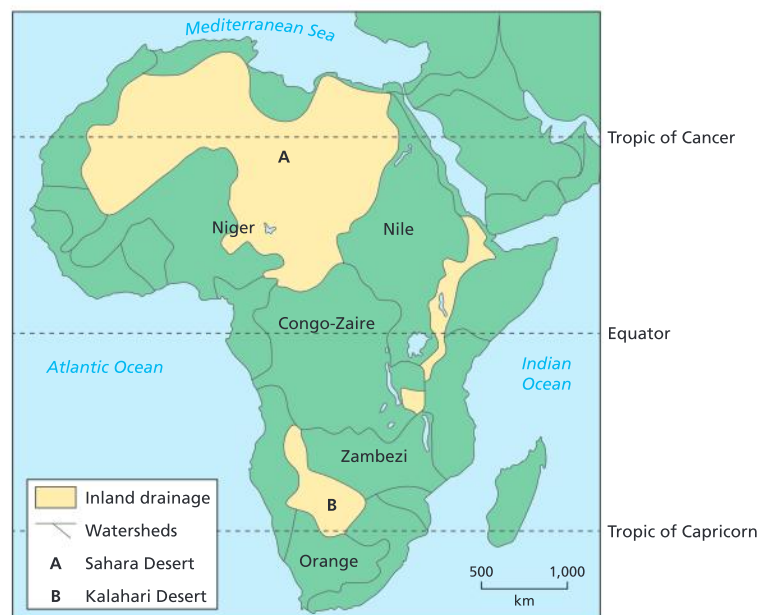 Mediterranean Sea
Tropic of Cancer
A
Niger
Nile
Congo-Zaire
Equator
Atlantic Ocean
Indian
Ocean
Zambezi
B
Tropic of Capricorn
Orange
Inland drainage
Watersheds
A Sahara Desert
B Kalahari Desert
500 1,000
km